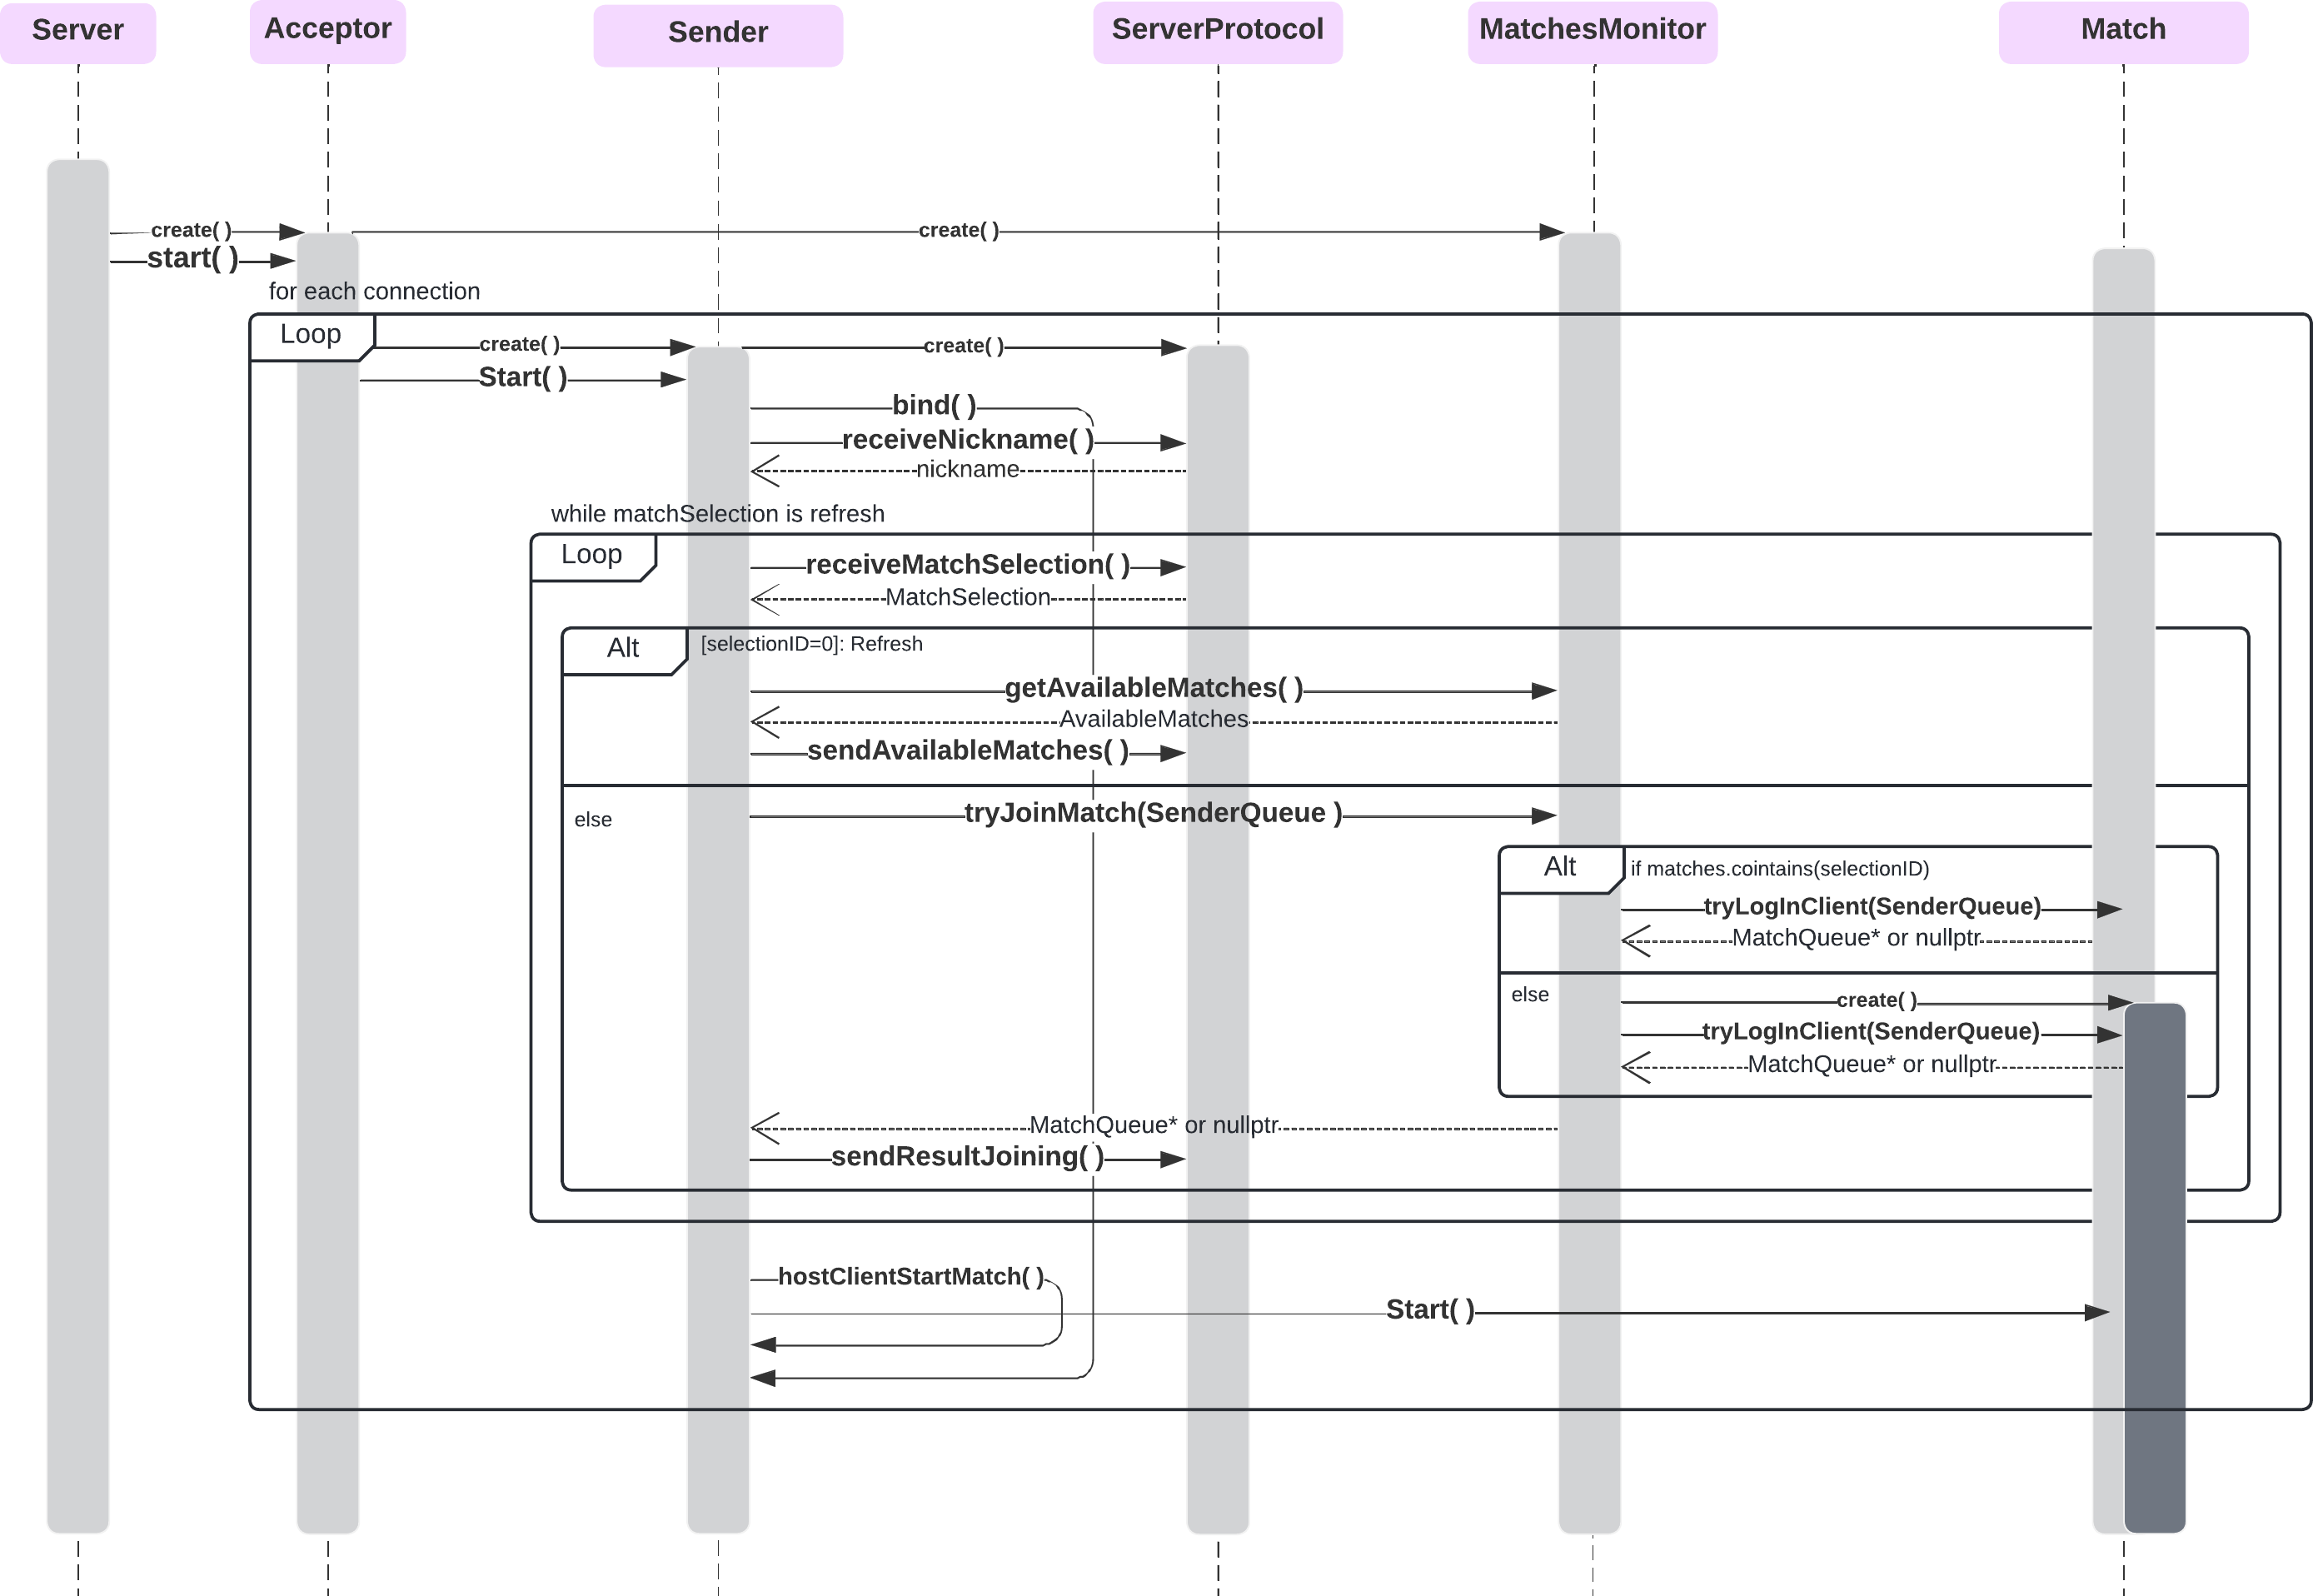 Server
Acceptor
Sender
ServerProtocol
MatchesMonitor
Match
create( )
create( )
start( )
for each connection
Loop
create( )
create( )
Start( )
bind( )
receiveNickname( )
nickname
while matchSelection is refresh
Loop
receiveMatchSelection( )
MatchSelection
Alt
[selectionID=0]: Refresh
getAvailableMatches( )
AvailableMatches
sendAvailableMatches( )
else
tryJoinMatch(SenderQueue )
Alt
if matches.cointains(selectionID)
tryLogInClient(SenderQueue)
MatchQueue* or nullptr
else
create( )
tryLogInClient(SenderQueue)
MatchQueue* or nullptr
MatchQueue* or nullptr
sendResultJoining( )
hostClientStartMatch( )
Start( )